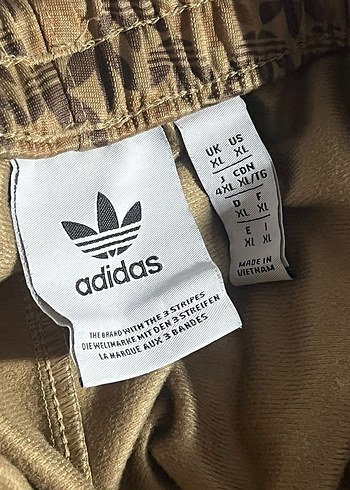 adidas
THE BRAND WITH THE 3 STRIPES
DIE WELTMARKE MIT DEN 3 STREIFEN
LA MARQUE AUX 3 BANDES
UK US
XL XL
J CDN
4XL XL/TG
D F
XL XL
E I
XL XL
MADE IN
VIETNAM